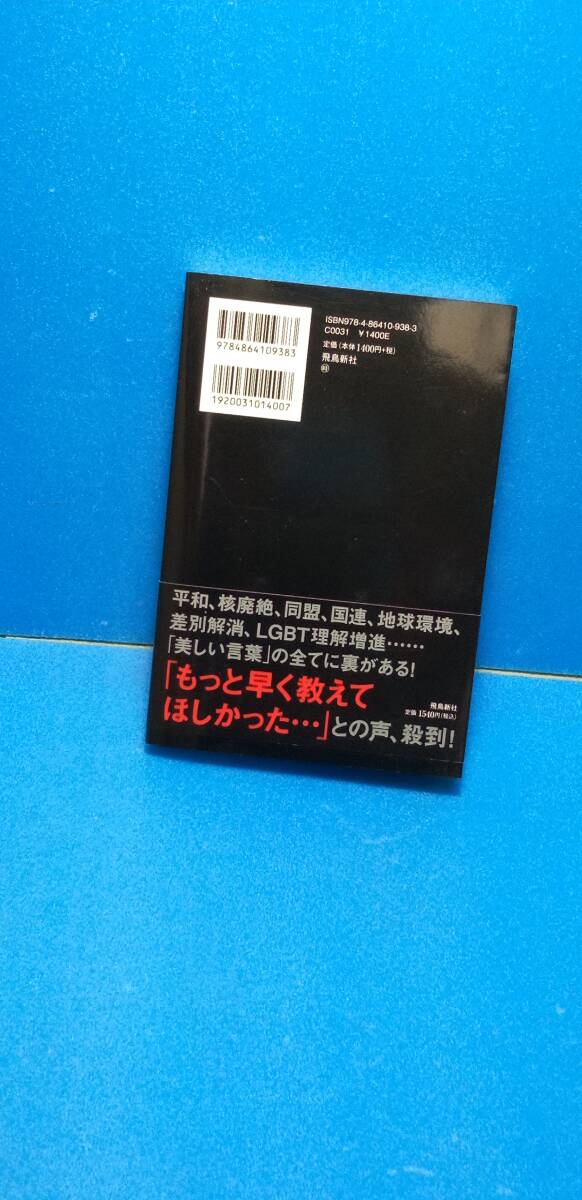 9784864109383
1920031014007
ISBN978-4-86410-938-3
C0031 ￥1400E
定価(本体1400円+税)
飛鳥新社
平和、核廃絶、同盟、国連、地球環境、
差別解消、LGBT理解増進……
「美しい言葉」の全てに裏がある!
「もっと早く教えて
ほしかった…」との声、殺到!
飛鳥新社
定価1540円(税込)